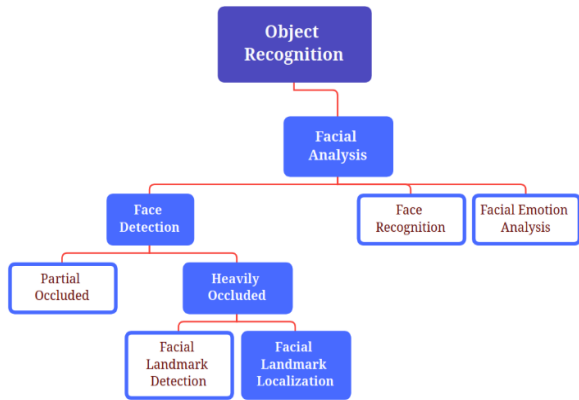 Object
Recognition
Facial
Analysis
Face
Detection
Face
Recognition
Facial Emotion
Analysis
Partial
Occluded
Heavily
Occluded
Facial
Landmark
Detection
Facial
Landmark
Localization